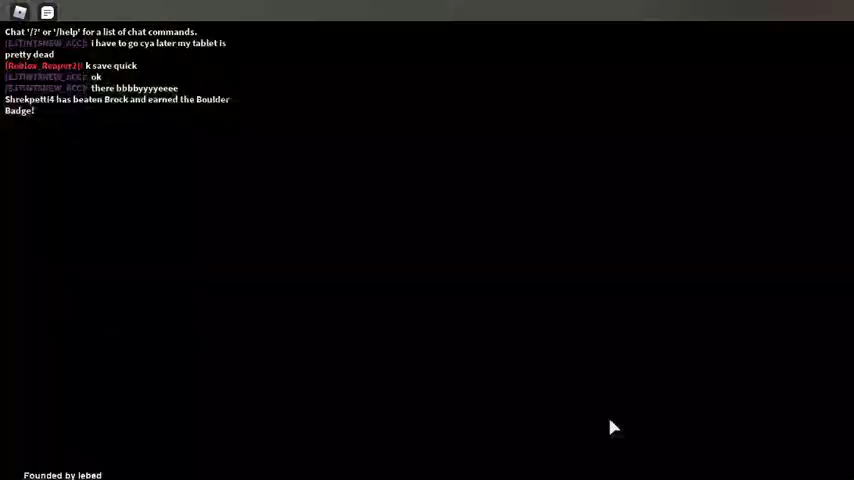 Chat '/?' or '/help' for a list of chat commands.
i have to go cya later my tablet is
pretty dead
[Roblox_Reaper2]: k save quick
ok
there bbbbyyyyeeee
Shrekpetti4 has beaten Brock and earned the Boulder
Badge!
Founded by lebed